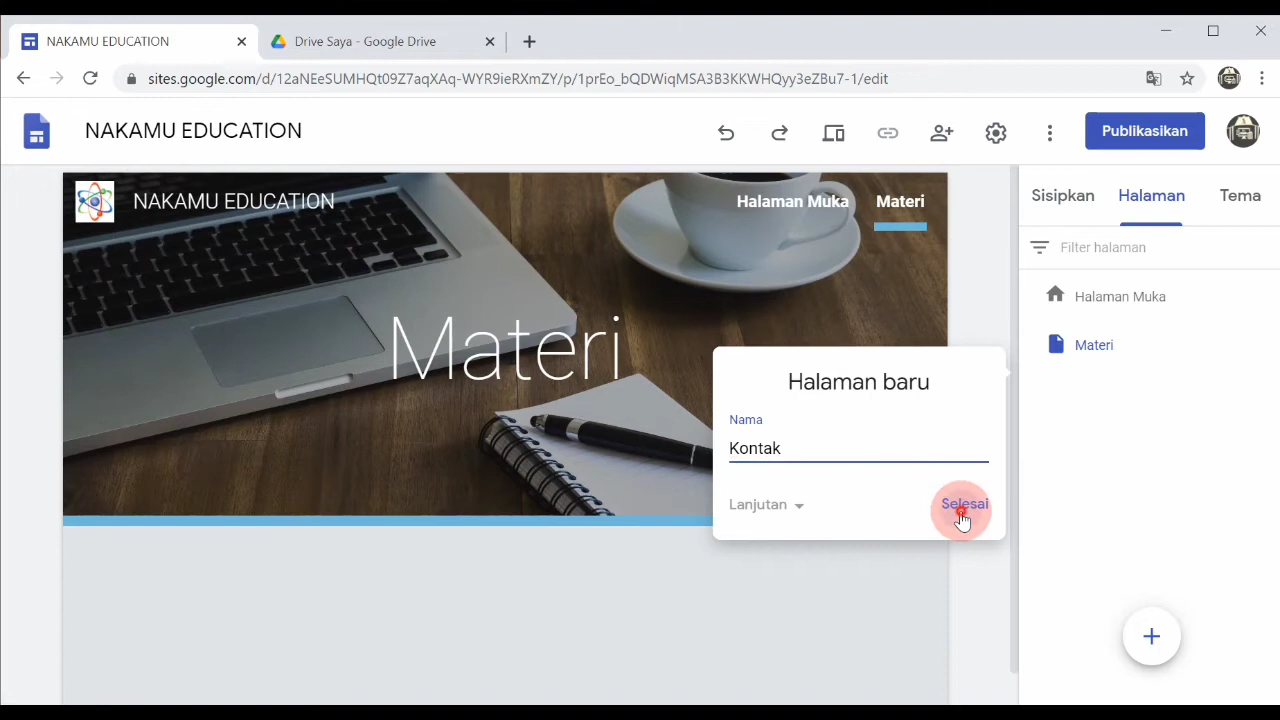 NAKAMU EDUCATION
Drive Saya - Google Drive
sites.google.com/d/12aNEeSUMHQt09Z7aqXAq-WYR9ieRXmZY/p/1prEo_bQDWiqMSA3B3KKWHQyy3eZBu7-1/edit
NAKAMU EDUCATION
Publikasikan
NAKAMU EDUCATION
Halaman Muka
Materi
Materi
Halaman baru
Nama
Kontak
Lanjutan
Selesai
Sisipkan
Halaman
Tema
Filter halaman
Halaman Muka
Materi